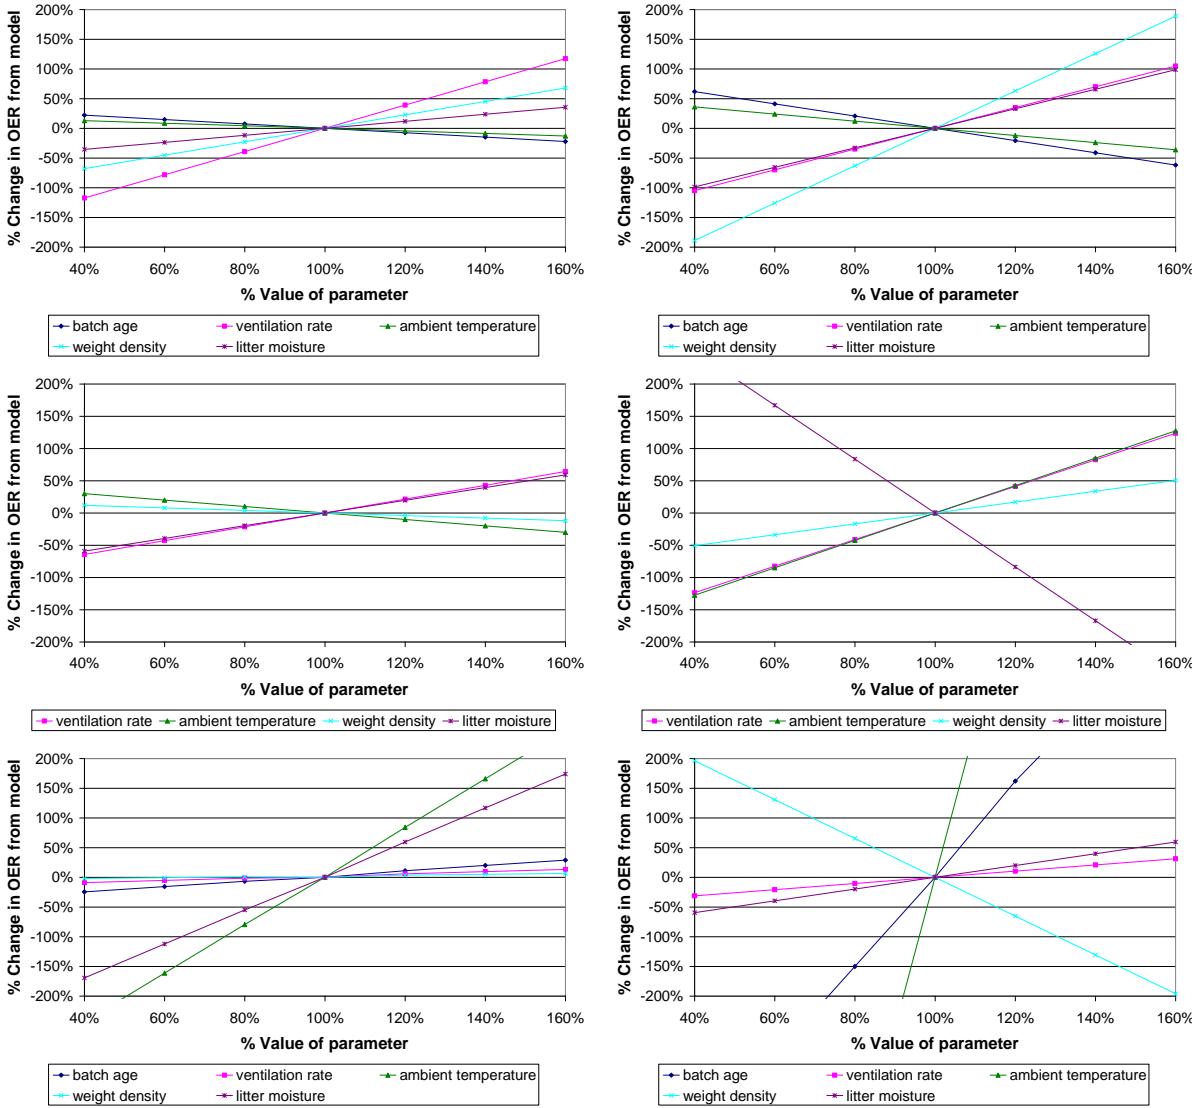 200%
150%
100%
50%
0%
-50%
-100%
-150%
-200%
% Change in OER from model
40% 60% 80% 100% 120% 140% 160%
% Value of parameter
batch age ventilation rate ambient temperature
weight density litter moisture
200%
150%
100%
50%
0%
-50%
-100%
-150%
-200%
% Change in OER from model
40% 60% 80% 100% 120% 140% 160%
% Value of parameter
batch age ventilation rate ambient temperature
weight density litter moisture
200%
150%
100%
50%
0%
-50%
-100%
-150%
-200%
% Change in OER from model
40% 60% 80% 100% 120% 140% 160%
% Value of parameter
ventilation rate ambient temperature weight density litter moisture
200%
150%
100%
50%
0%
-50%
-100%
-150%
-200%
% Change in OER from model
40% 60% 80% 100% 120% 140% 160%
% Value of parameter
ventilation rate ambient temperature weight density litter moisture
200%
150%
100%
50%
0%
-50%
-100%
-150%
-200%
% Change in OER from model
40% 60% 80% 100% 120% 140% 160%
% Value of parameter
batch age ventilation rate ambient temperature
weight density litter moisture
200%
150%
100%
50%
0%
-50%
-100%
-150%
-200%
% Change in OER from model
40% 60% 80% 100% 120% 140% 160%
% Value of parameter
batch age ventilation rate ambient temperature
weight density litter moisture